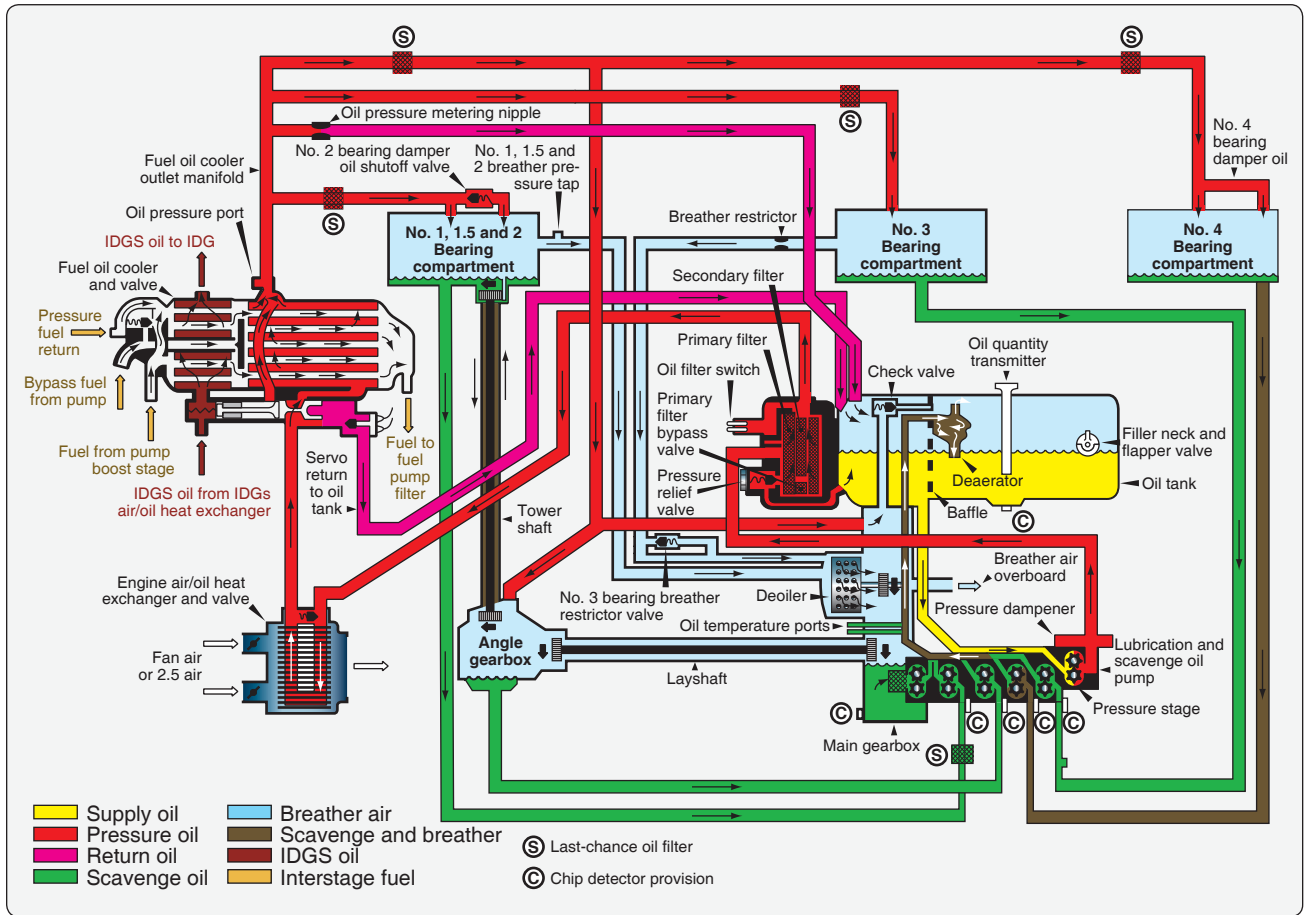 S
S
S
Oil pressure metering nipple
No. 2 bearing damper
oil shutoff valve
No. 1, 1.5 and
2 breather pre-
ssure tap
No. 4
bearing
damper oil
Fuel oil cooler
outlet manifold
S
Oil pressure port
IDGS oil to IDG
Fuel oil cooler
and valve
No. 1, 1.5 and 2
Bearing
compartment
Breather restrictor
No. 3
Bearing
compartment
No. 4
Bearing
compartment
Pressure
fuel
return
Bypass fuel
from pump
Fuel from pump
boost stage
IDGS oil from IDGs
air/oil heat exchanger
Fuel to
fuel
pump
filter
Servo
return
to oil
tank
Secondary filter
Primary filter
Oil filter switch
Primary
filter
bypass
valve
Pressure
relief
valve
Check valve
Oil quantity
transmitter
Filler neck and
flapper valve
Deaerator
Oil tank
Baffle
C
Tower
shaft
Engine air/oil heat
exchanger and valve
Fan air
or 2.5 air
No. 3 bearing breather
restrictor valve
Deoiler
Breather air
overboard
Oil temperature ports
Pressure dampener
Lubrication and
scavenge oil
pump
Angle
gearbox
Layshaft
Pressure stage
C
C
C
C
C
Main gearbox
S
Supply oil
Pressure oil
Return oil
Scavenge oil
Breather air
Scavenge and breather
IDGS oil
Interstage fuel
S Last-chance oil filter
C Chip detector provision